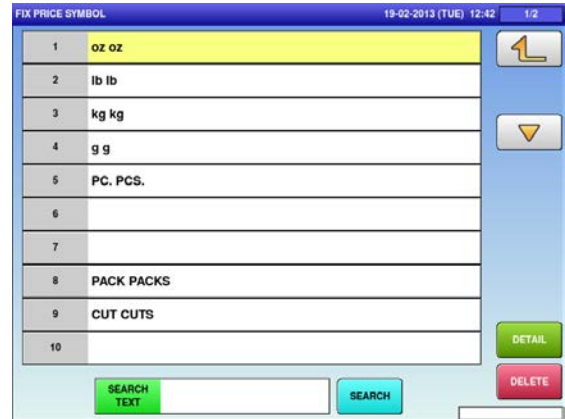 FIX PRICE SYMBOL 19-02-2013 (TUE) 12:42 1/2
1 oz oz
2 lb lb
3 kg kg
4 g g
5 PC. PCS.
6
7
8 PACK PACKS
9 CUT CUTS
10
DETAIL
SEARCH TEXT SEARCH
DELETE